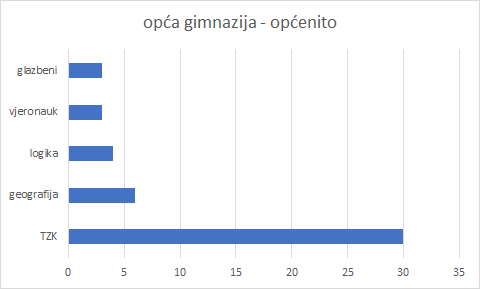 opća gimnazija - općenito
glazbeni
vjeronauk
logika
geografija
TZK
0 5 10 15 20 25 30 35